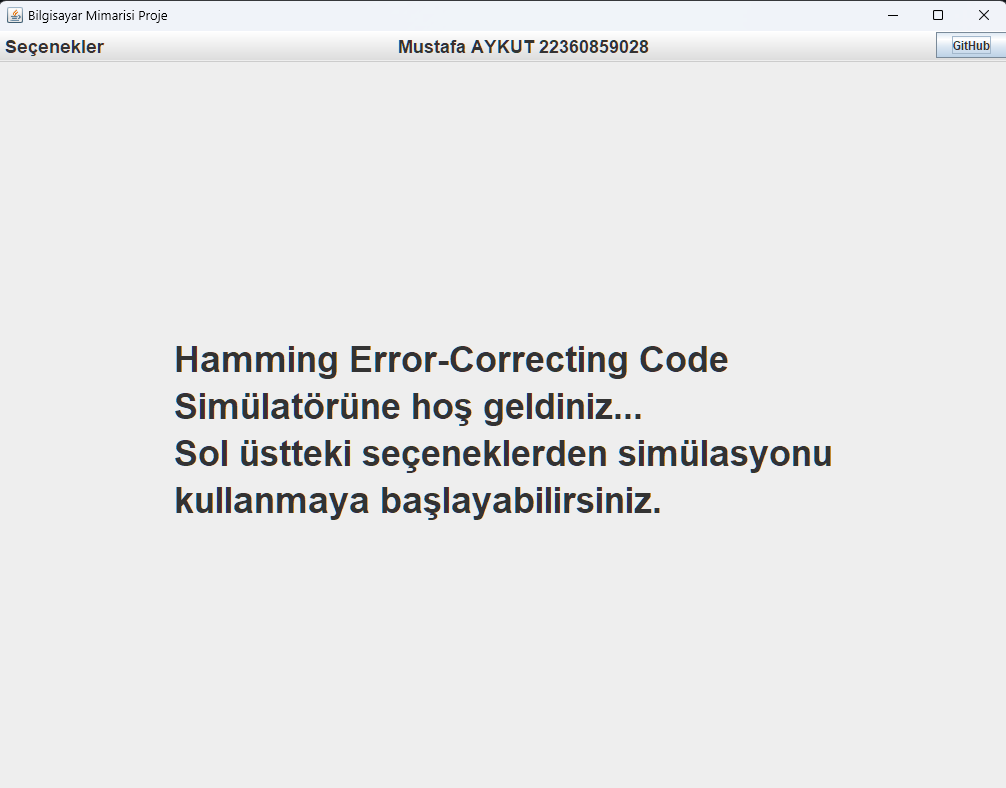 Bilgisayar Mimarisi Proje
Seçenekler
Mustafa AYKUT 22360859028
GitHub
Hamming Error-Correcting Code
Simülatörüne hoş geldiniz...
Sol üstteki seçeneklerden simülasyonu
kullanmaya başlayabilirsiniz.